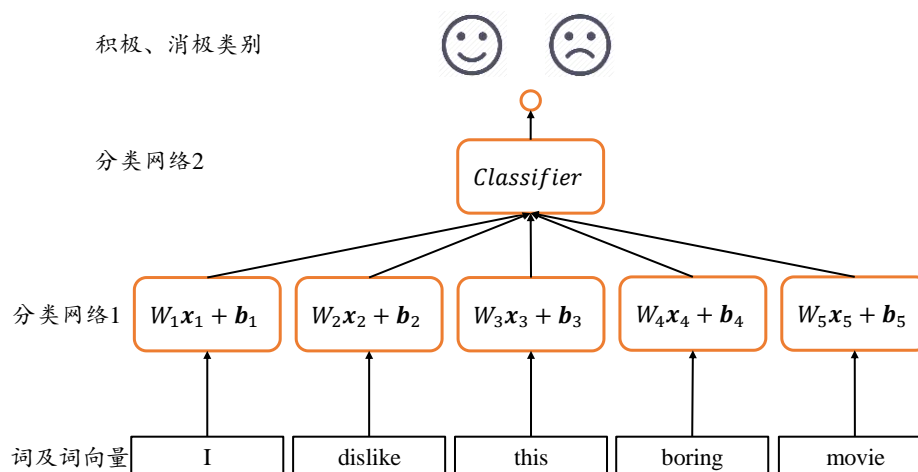 积极、消极类别
分类网络2
Classifier
分类网络1
W₁x₁ + b₁
W₂x₂ + b₂
W₃x₃ + b₃
W₄x₄ + b₄
W₅x₅ + b₅
词及词向量
I
dislike
this
boring
movie